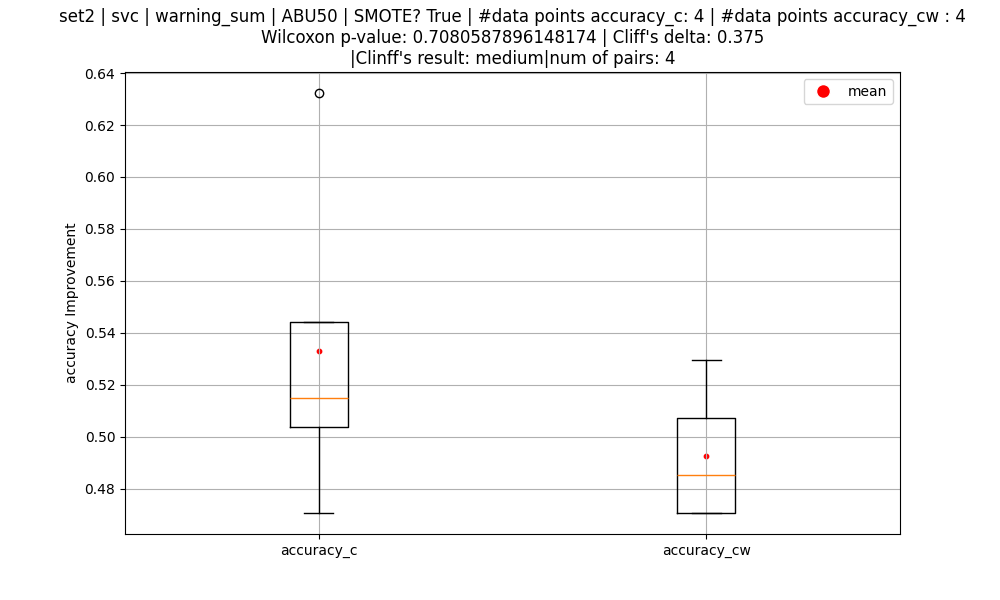 set2 | svc | warning_sum | ABU50 | SMOTE? True | #data points accuracy_c: 4 | #data points accuracy_cw : 4
Wilcoxon p-value: 0.7080587896148174 | Cliff's delta: 0.375
|Clinff's result: medium|num of pairs: 4
mean
accuracy Improvement
0.64
0.62
0.60
0.58
0.56
0.54
0.52
0.50
0.48
accuracy_c
accuracy_cw